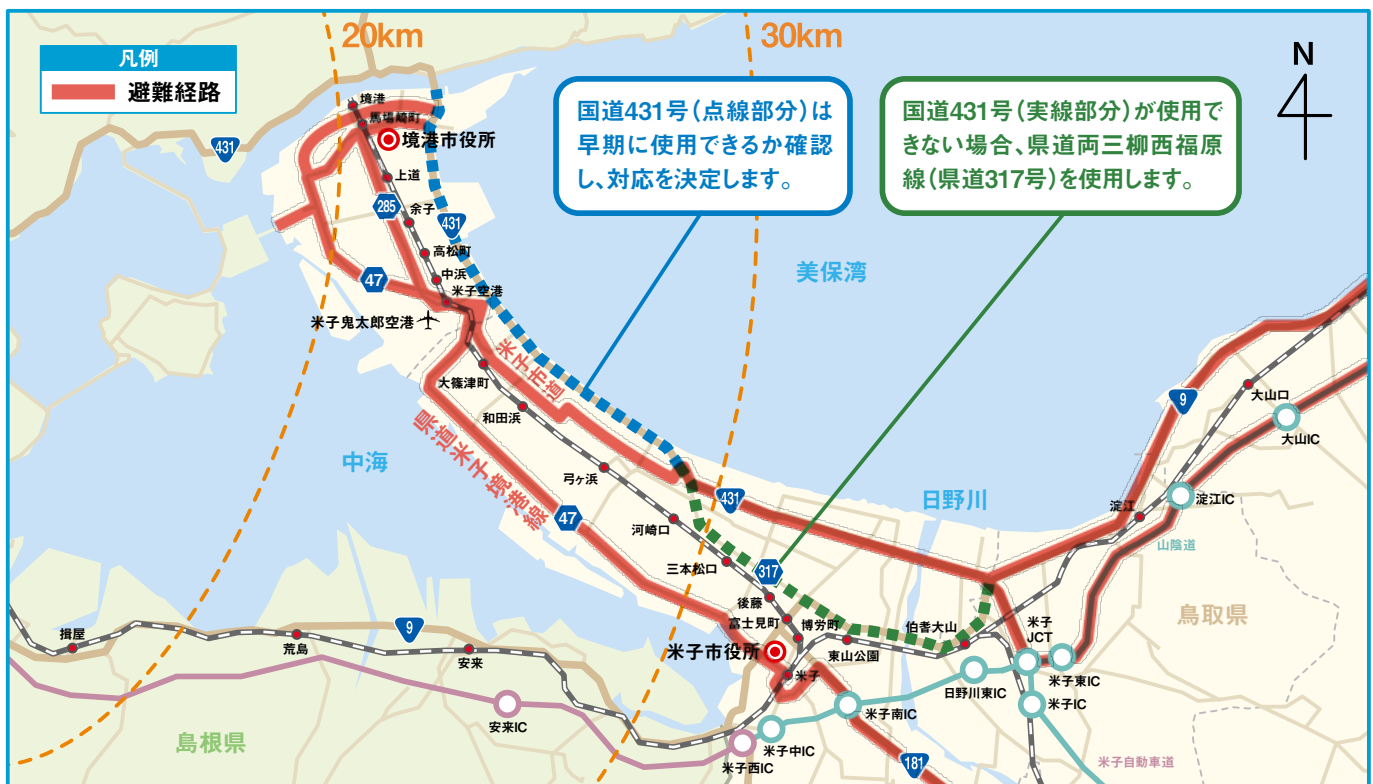 凡例
避難経路
20km
30km
N
国道431号（点線部分）は
早期に使用できるか確認
し、対応を決定します。
国道431号（実線部分）が使用で
きない場合、県道両三柳西福原
線（県道317号）を使用します。
境港
馬場崎町
境港市役所
431
上道
285
余子
431
高松町
中浜
47
米子空港
米子鬼太郎空港
美保湾
米子市道
大篠津町
和田浜
県道米子境港線
中海
弓ヶ浜
47
河崎口
431
日野川
三本松口
317
後藤
富士見町
博労町
米子市役所
東山公園
伯耆大山
米子
9
大山口
大山IC
淀江
淀江IC
山陰道
鳥取県
米子
JCT
米子東IC
日野川東IC
米子IC
米子南IC
米子中IC
米子西IC
181
米子自動車道
揖屋
荒島
9
安来
安来IC
島根県